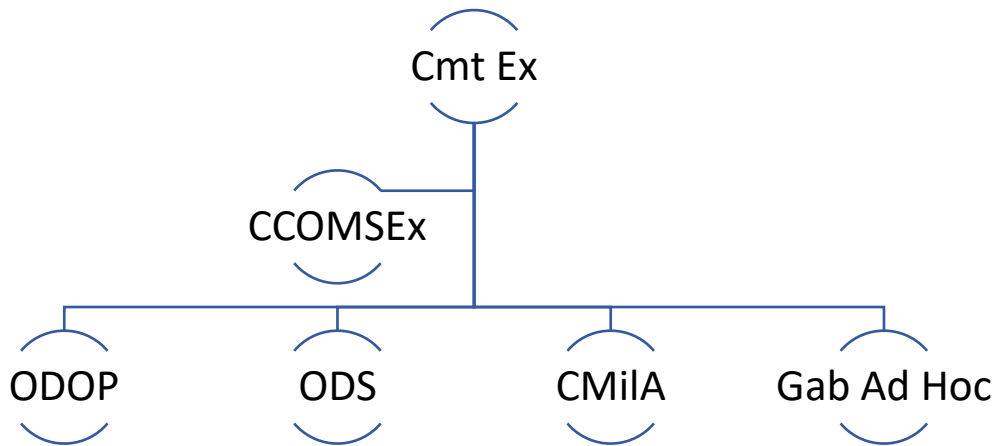 Cmt Ex
CCOMSEx
ODOP
ODS
CMilA
Gab Ad Hoc